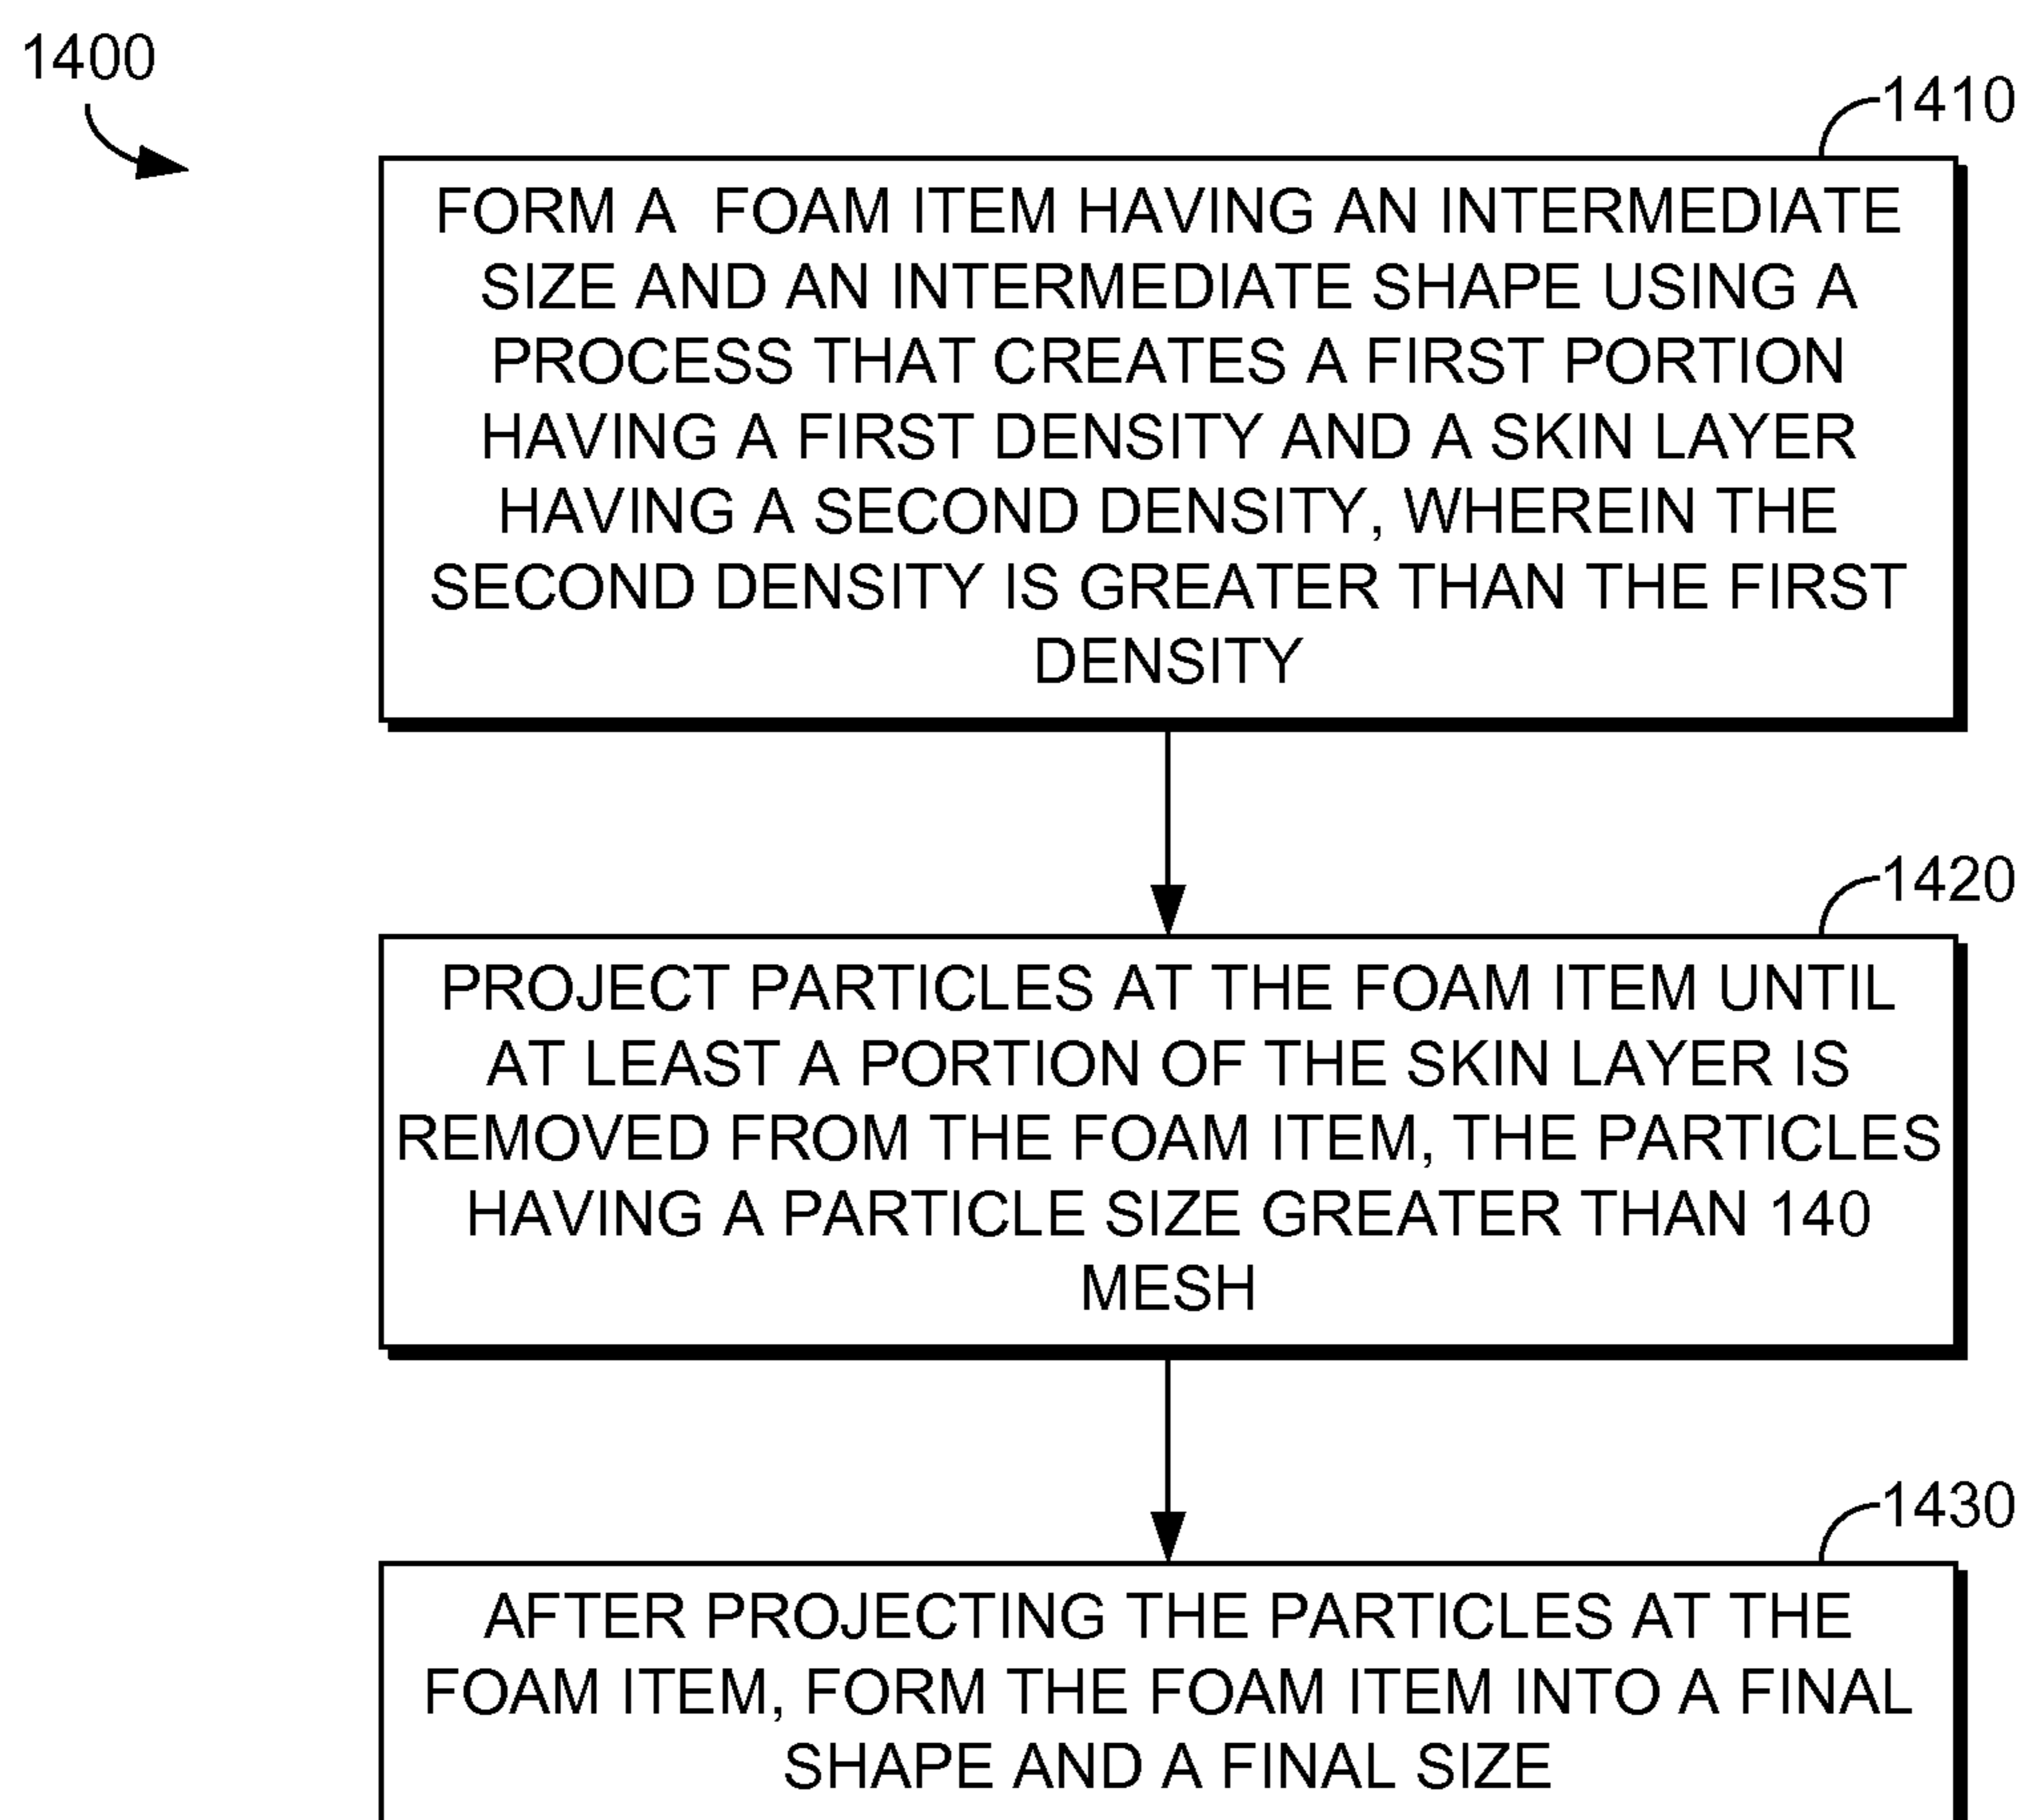 1400
1410
FORM A FOAM ITEM HAVING AN INTERMEDIATE
SIZE AND AN INTERMEDIATE SHAPE USING A
PROCESS THAT CREATES A FIRST PORTION
HAVING A FIRST DENSITY AND A SKIN LAYER
HAVING A SECOND DENSITY, WHEREIN THE
SECOND DENSITY IS GREATER THAN THE FIRST
DENSITY
1420
PROJECT PARTICLES AT THE FOAM ITEM UNTIL
AT LEAST A PORTION OF THE SKIN LAYER IS
REMOVED FROM THE FOAM ITEM, THE PARTICLES
HAVING A PARTICLE SIZE GREATER THAN 140
MESH
1430
AFTER PROJECTING THE PARTICLES AT THE
FOAM ITEM, FORM THE FOAM ITEM INTO A FINAL
SHAPE AND A FINAL SIZE